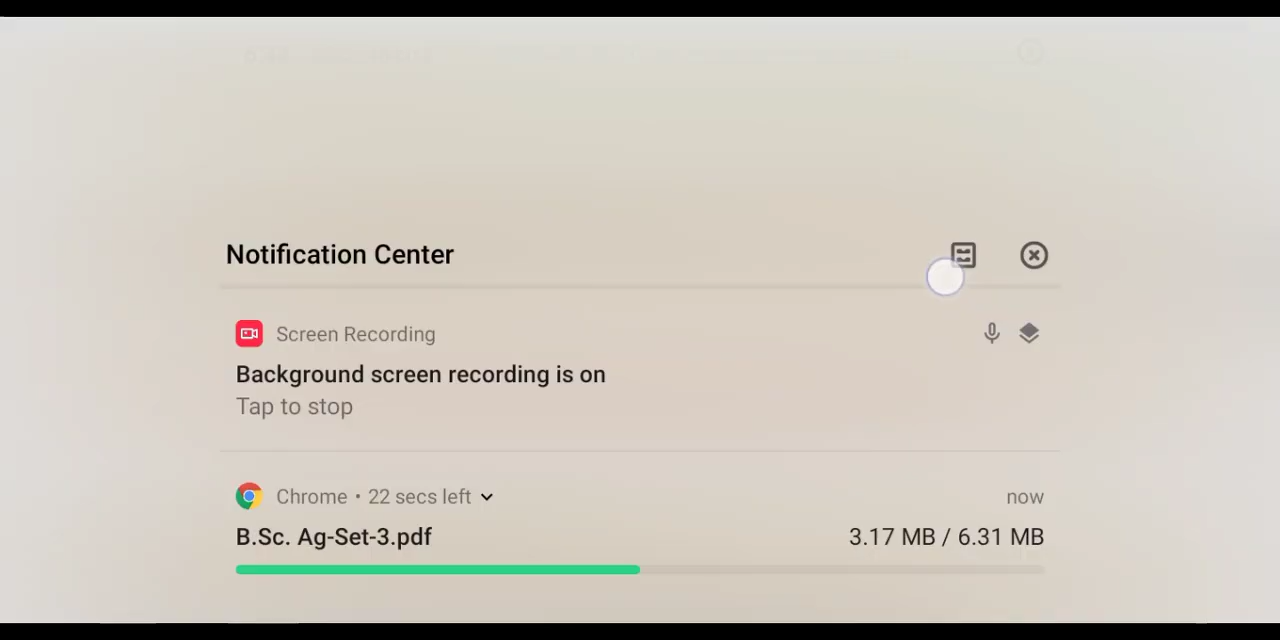 Notification Center
Screen Recording
Background screen recording is on
Tap to stop
Chrome • 22 secs left now
B.Sc. Ag-Set-3.pdf 3.17 MB / 6.31 MB